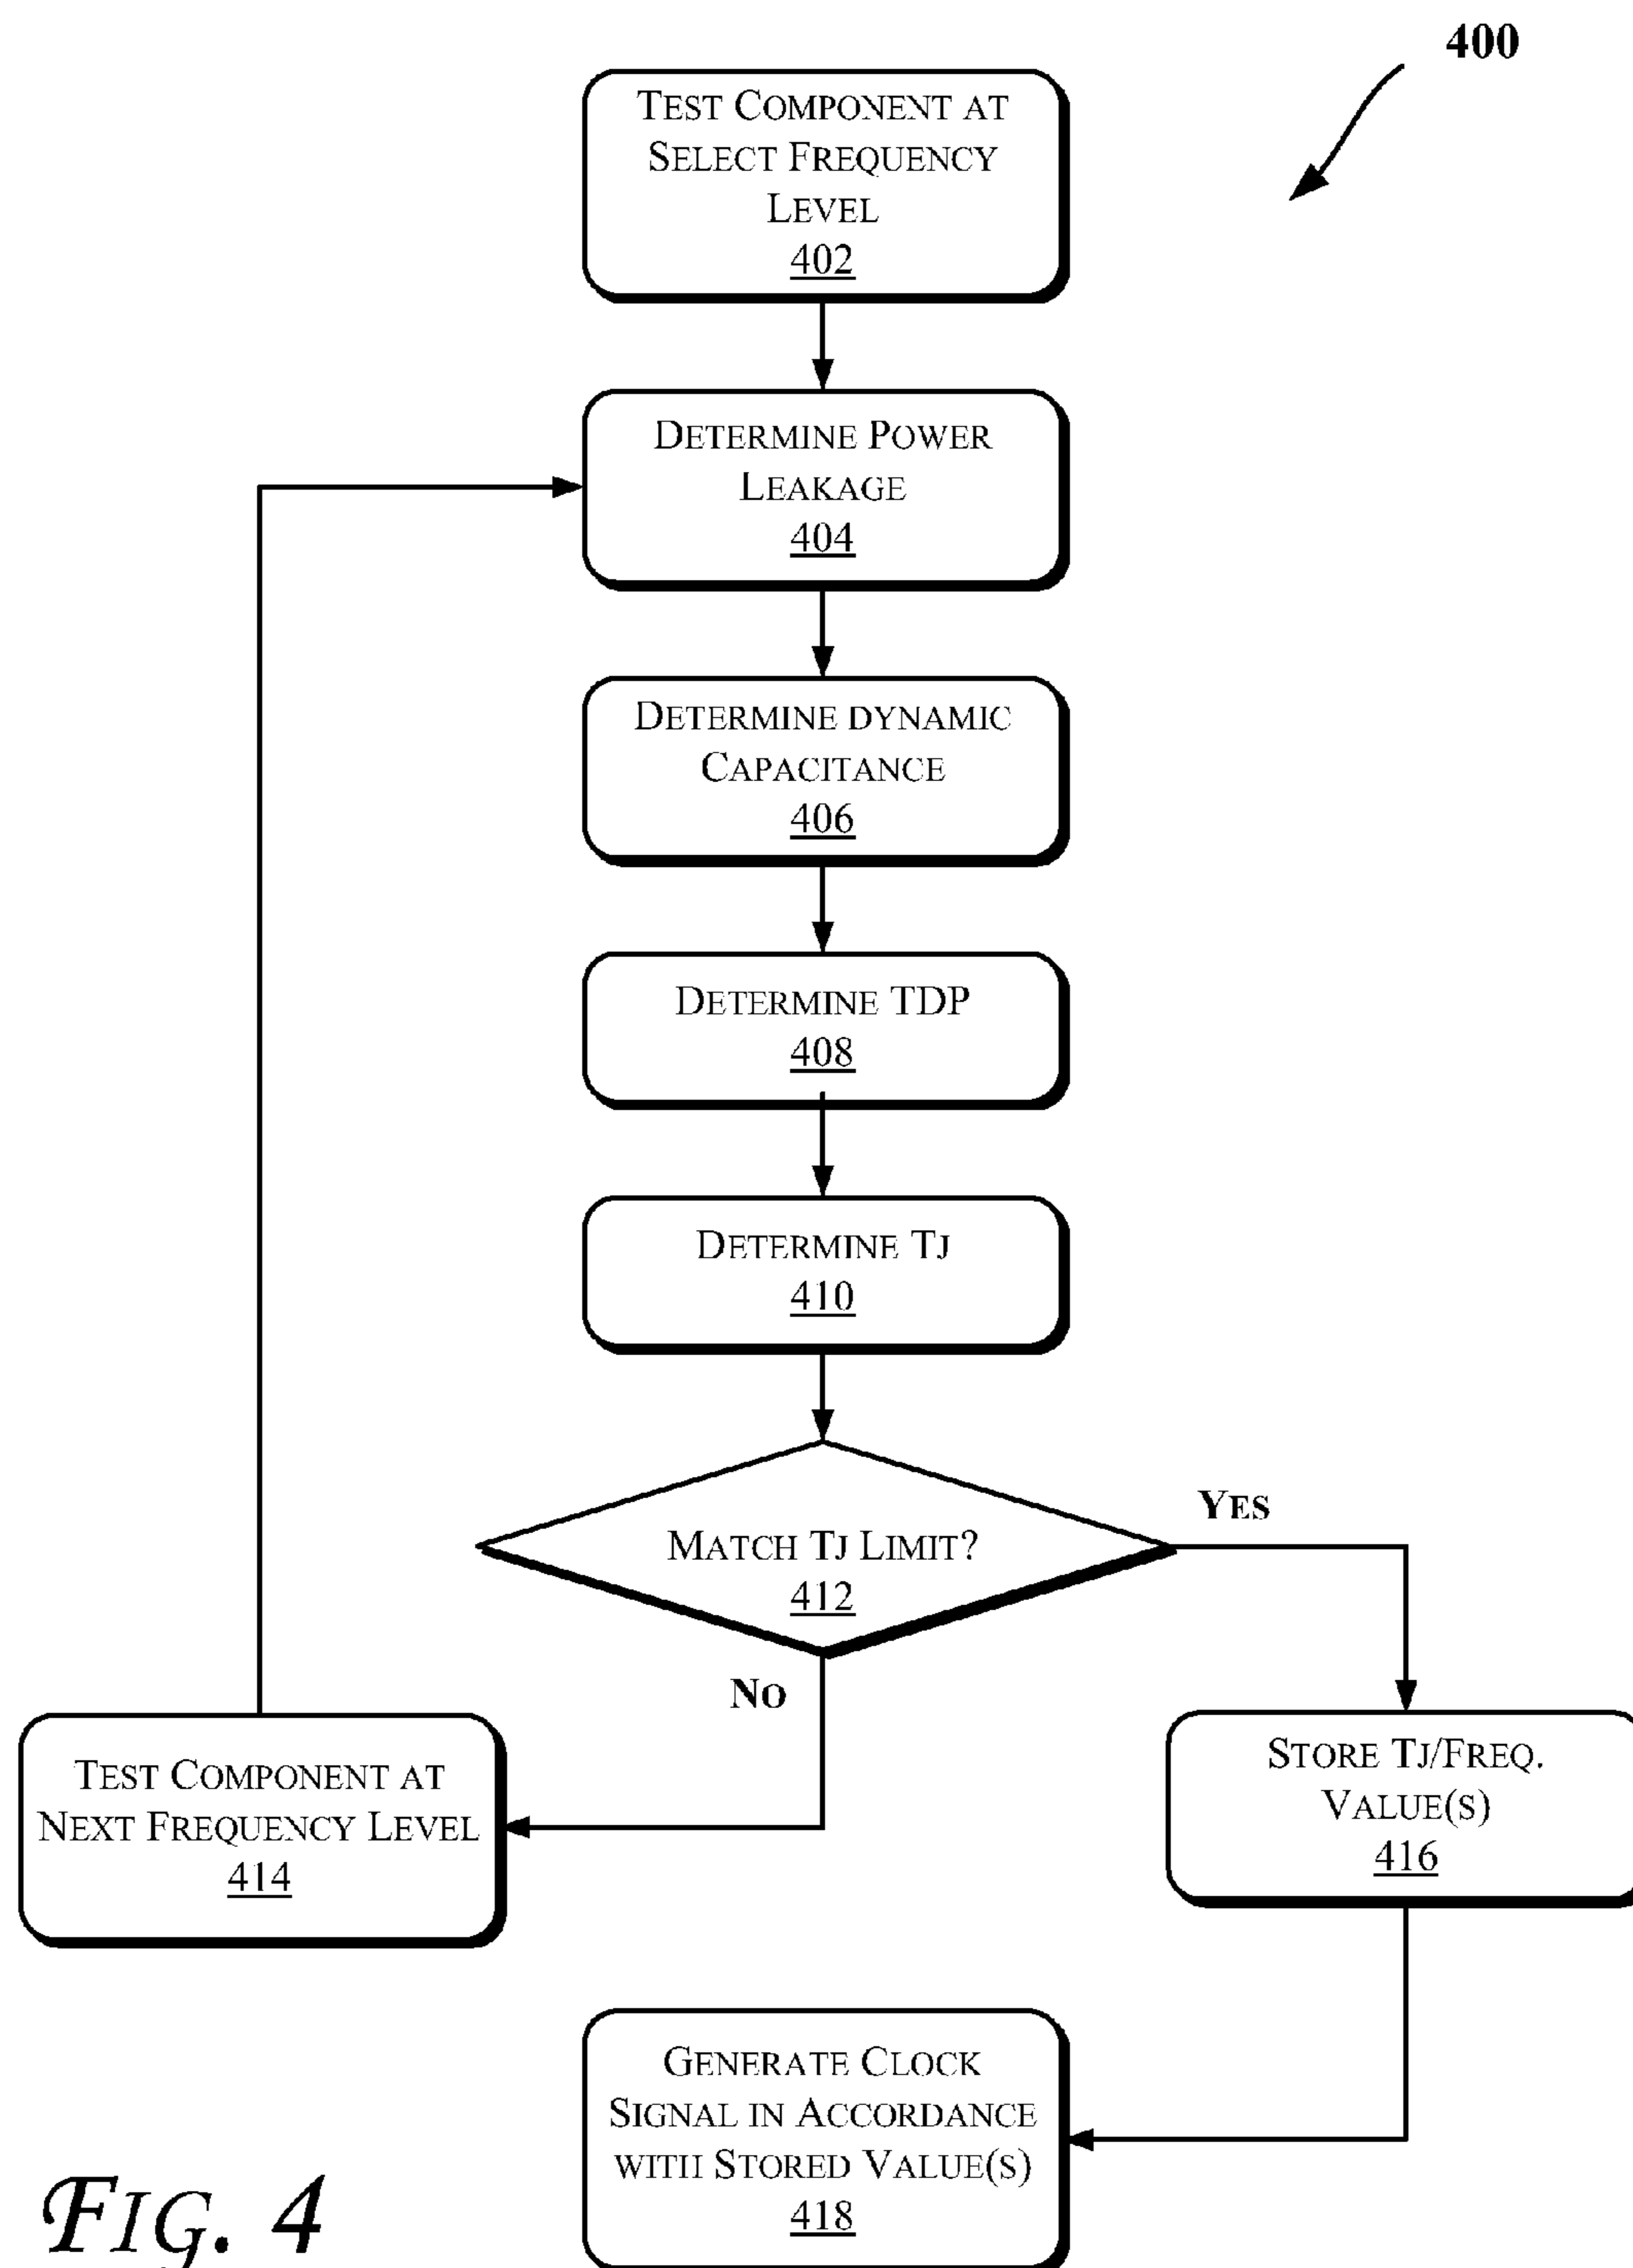 400
TEST COMPONENT AT
SELECT FREQUENCY
LEVEL
402
DETERMINE POWER
LEAKAGE
404
DETERMINE DYNAMIC
CAPACITANCE
406
DETERMINE TDP
408
DETERMINE TJ
410
MATCH TJ LIMIT?
412
YES
NO
TEST COMPONENT AT
NEXT FREQUENCY LEVEL
414
STORE TJ/FREQ.
VALUE(S)
416
GENERATE CLOCK
SIGNAL IN ACCORDANCE
WITH STORED VALUE(S)
418
FIG. 4